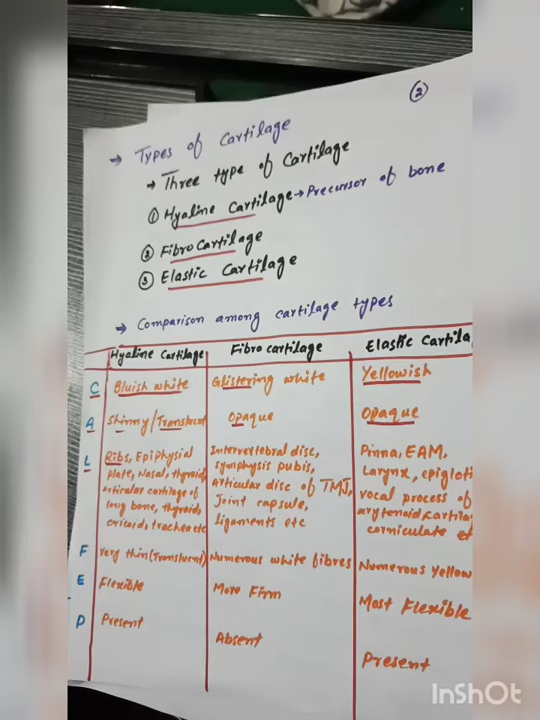 ②
→ Types of Cartilage
→ Three type of Cartilage
① Hyaline Cartilage → Precursor of bone
② Fibro Cartilage
③ Elastic Cartilage
→ Comparison among cartilage types
Hyaline Cartilage Fibro cartilage Elastic Cartila
C Bluish white Glistering white Yellowish
A Shinny/Translucent Opaque Opaque
L Ribs, Epiphysial Intervertebral disc, Pinna, EAM,
plate, Nasal, thyroid, symphysis pubis, Larynx, epigloti
articular cartilage of articular disc of TMJ, vocal process of
long bone, thyroid, Joint capsule, arytenoid, cartila
cricoid, trachea etc ligaments etc corniculate et
F Very thin (Translucent) Numerous white fibres Numerous Yellow
E Flexible More Firm Most Flexible
P Present Absent Present
InShOt